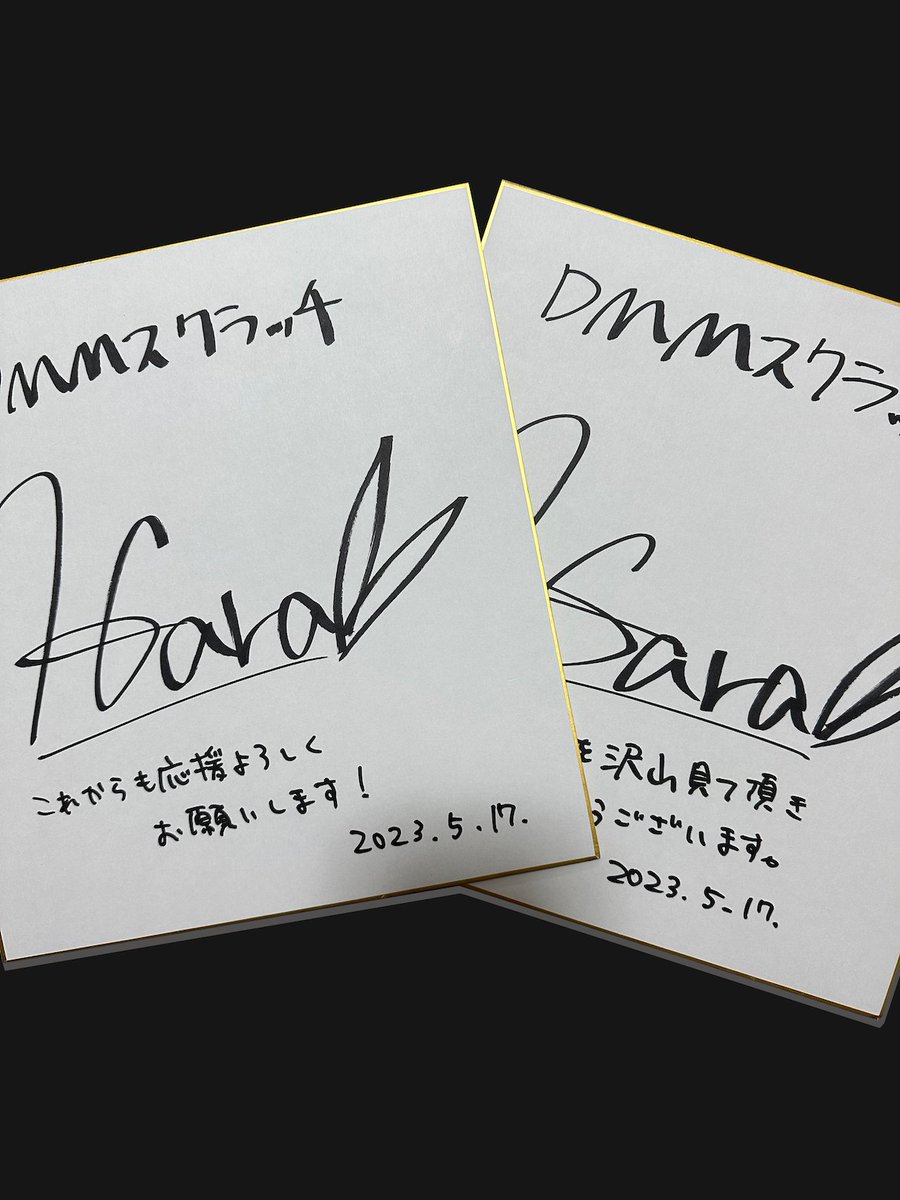 DMMスクラッチ
Hara
これからも応援よろしく
お願いします！
2023.5.17.
DMMスクラッ
Sara
を沢山見て頂き
うございます。
2023.5.17.